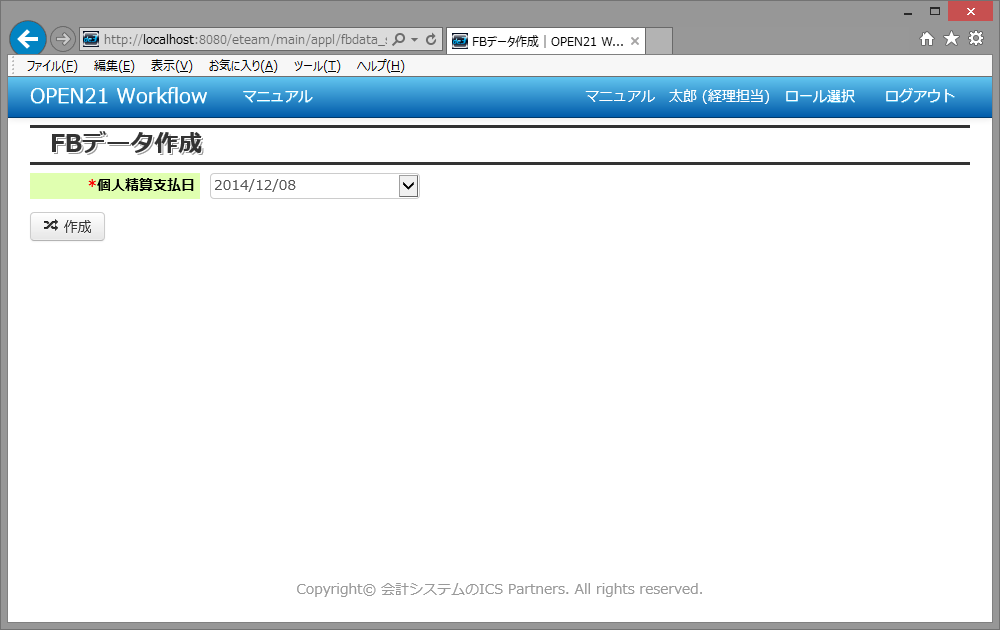 http://localhost:8080/eteam/main/appl/fbdata_
FBデータ作成 | OPEN21 W...
ファイル(F) 編集(E) 表示(V) お気に入り(A) ツール(T) ヘルプ(H)
OPEN21 Workflow マニュアル マニュアル 太郎 (経理担当) ロール選択 ログアウト
FBデータ作成
*個人精算支払日 2014/12/08
作成
Copyright© 会計システムのICS Partners. All rights reserved.